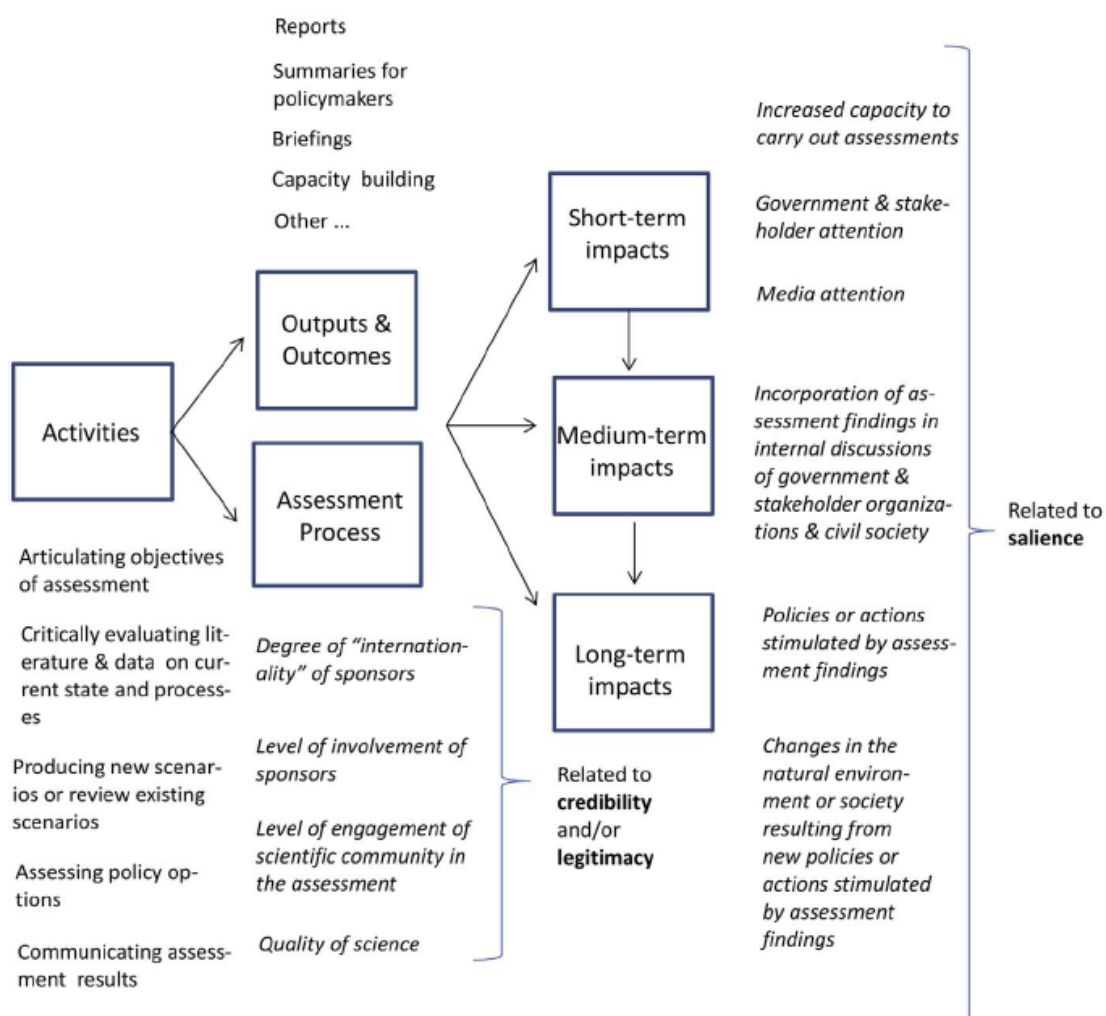 Reports
Summaries for
policymakers
Briefings
Capacity building
Other ...
Outputs &
Outcomes
Activities
Assessment
Process
Articulating objectives
of assessment
Critically evaluating lit-
erature & data on cur-
rent state and process-
es
Producing new scenar-
ios or review existing
scenarios
Assessing policy op-
tions
Communicating assess-
ment results
Degree of “internation-
ality” of sponsors
Level of involvement of
sponsors
Level of engagement of
scientific community in
the assessment
Quality of science
Related to
credibility
and/or
legitimacy
Short-term
impacts
Medium-term
impacts
Long-term
impacts
Increased capacity to
carry out assessments
Government & stake-
holder attention
Media attention
Incorporation of as-
sessment findings in
internal discussions
of government &
stakeholder organiza-
tions & civil society
Policies or actions
stimulated by assess-
ment findings
Changes in the
natural environ-
ment or society
resulting from
new policies or
actions stimulated
by assessment
findings
Related to
salience